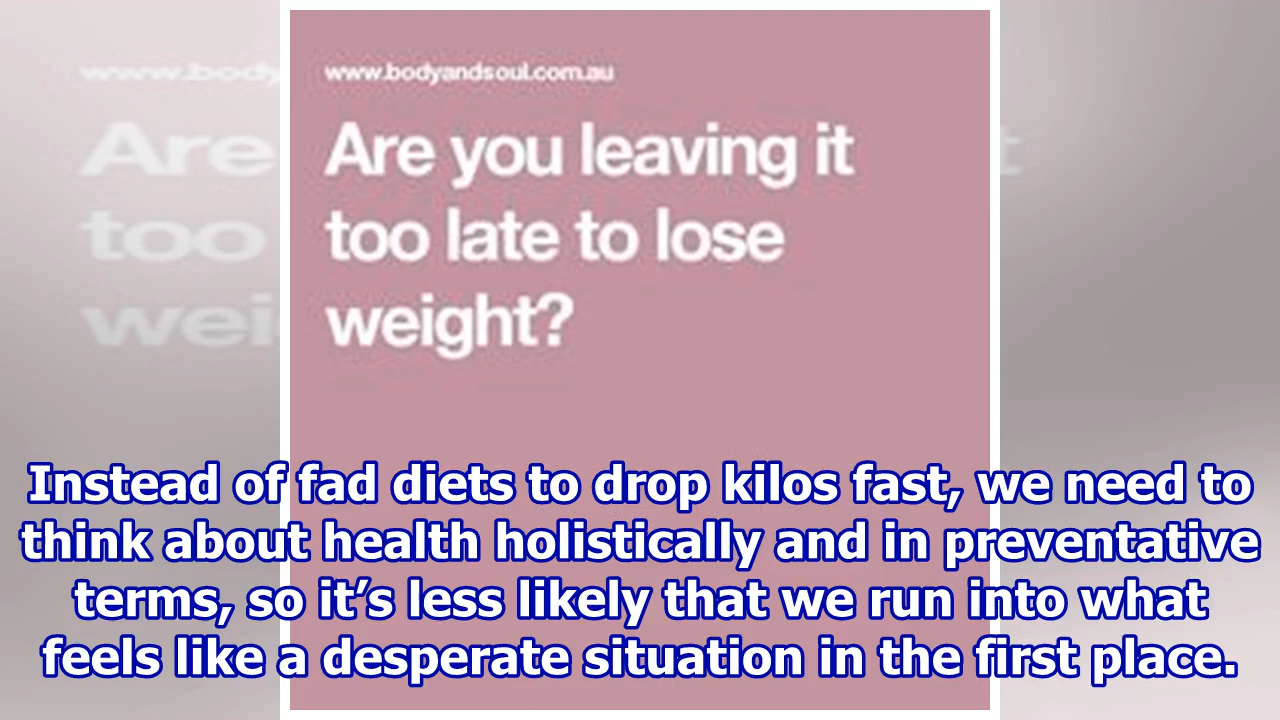 www.bodyandsoul.com.au
Are you leaving it
too late to lose
weight?
Instead of fad diets to drop kilos fast, we need to
think about health holistically and in preventative
terms, so it’s less likely that we run into what
feels like a desperate situation in the first place.